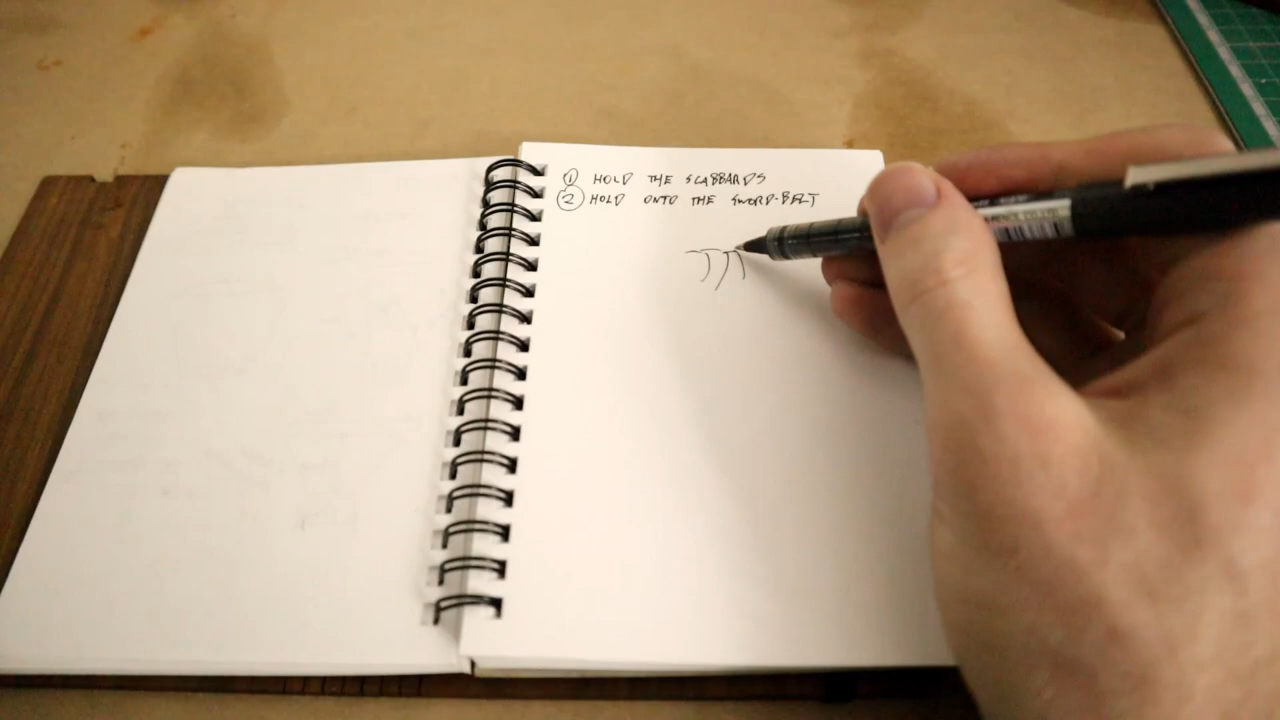 ① HOLD THE SCABBARDS
② HOLD ONTO THE SWORD-BELT